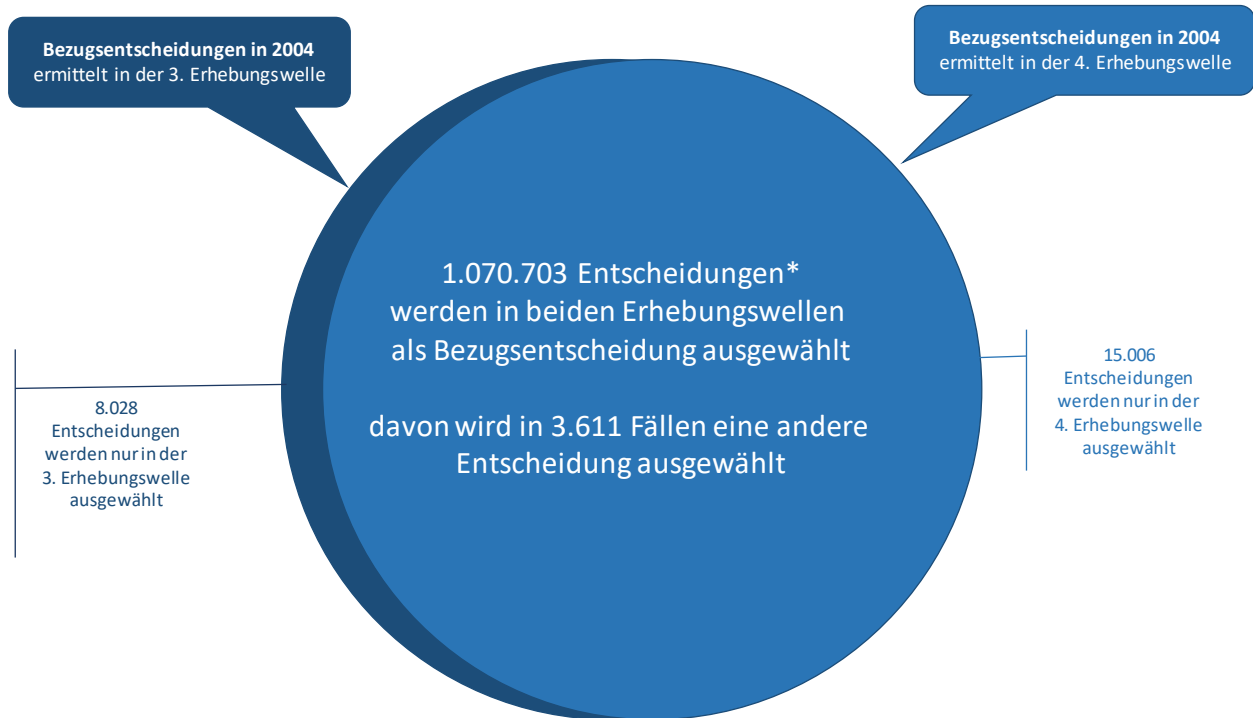 Bezugsentscheidungen in 2004
ermittelt in der 3. Erhebungswelle
Bezugsentscheidungen in 2004
ermittelt in der 4. Erhebungswelle
1.070.703 Entscheidungen*
werden in beiden Erhebungswellen
als Bezugsentscheidung ausgewählt
davon wird in 3.611 Fällen eine andere
Entscheidung ausgewählt
8.028
Entscheidungen
werden nur in der
3. Erhebungswelle
ausgewählt
15.006
Entscheidungen
werden nur in der
4. Erhebungswelle
ausgewählt